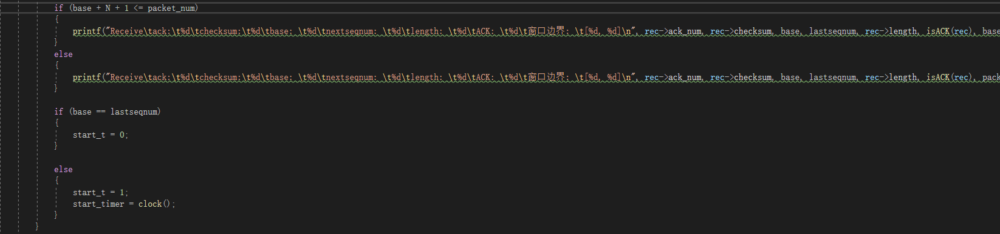 if (base + N + 1 <= packet_num)
{
printf("Receive\tack:\t%d\tchecksum:\t%d\tbase: \t%d\tnextseqnum: \t%d\tlength: \t%d\tACK: \t%d\t窗口边界: \t[%d, %d]\n", rec->ack_num, rec->checksum, base, lastseqnum, rec->length, isACK(rec), base
}
else
{
printf("Receive\tack:\t%d\tchecksum:\t%d\tbase: \t%d\tnextseqnum: \t%d\tlength: \t%d\tACK: \t%d\t窗口边界: \t[%d, %d]\n", rec->ack_num, rec->checksum, base, lastseqnum, rec->length, isACK(rec), pack
}
if (base == lastseqnum)
{
start_t = 0;
}
else
{
start_t = 1;
start_timer = clock();
}
}